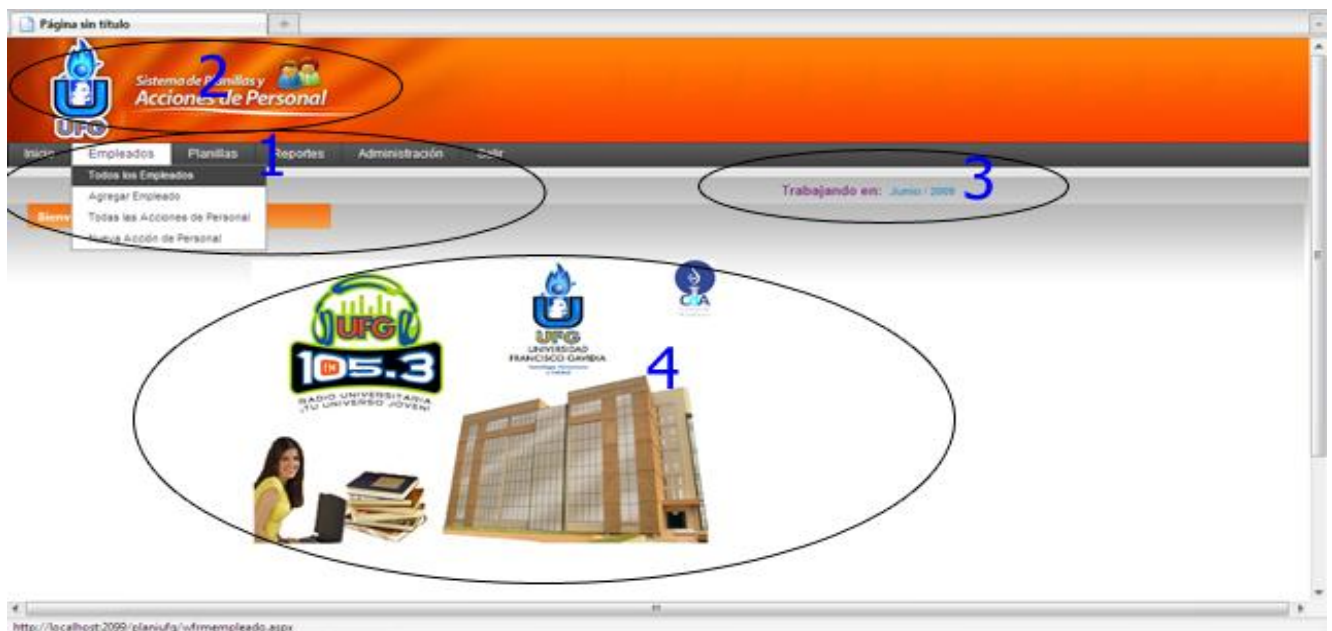 Página sin título
2
Sistema de Planillas y
Acciones de Personal
UFG
1
Inicio Empleados Planillas Reportes Administración Salir
Todos los Empleados
Agregar Empleado
Todas las Acciones de Personal
Nueva Acción de Personal
Trabajando en: Junio / 2009
3
UFG
105.3
FM
RADIO UNIVERSITARIA
¡TU UNIVERSO JOVEN!
UFG
UNIVERSIDAD
FRANCISCO GAVIDIA
4
http://localhost:2099/planiufg/wfrmempleado.aspx